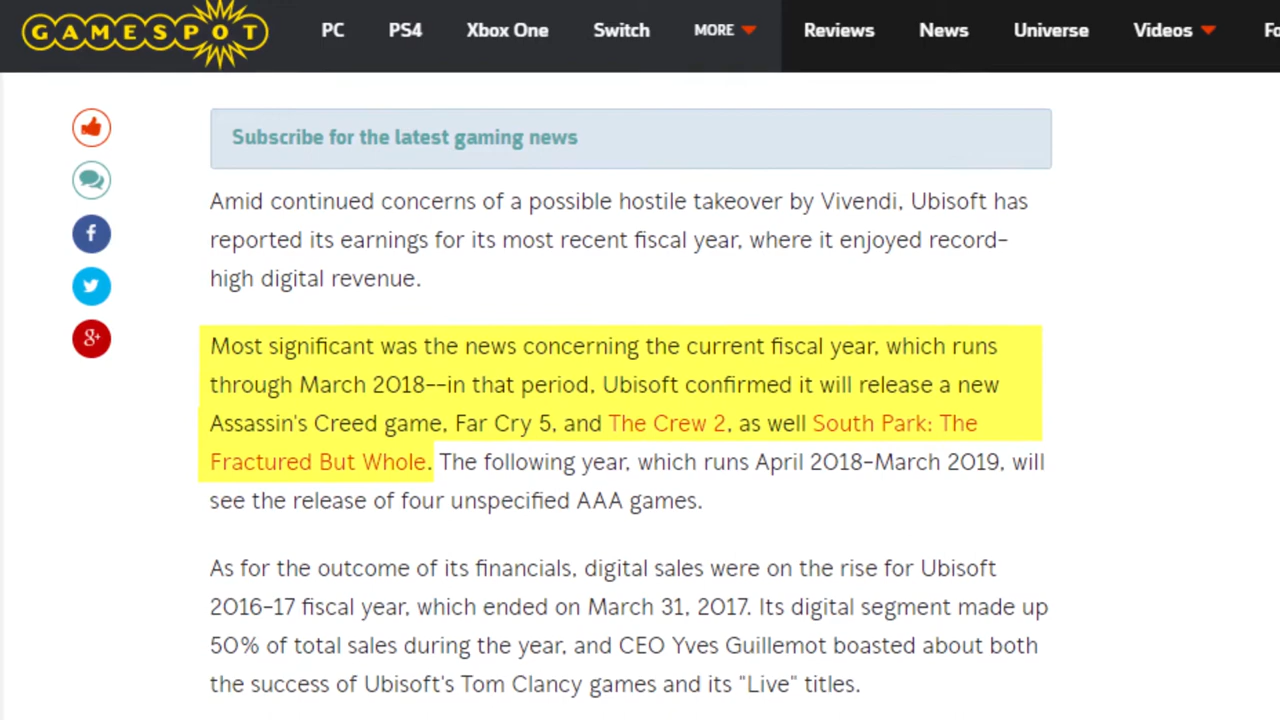 GAMESPOT PC PS4 Xbox One Switch MORE Reviews News Universe Videos Fo
Subscribe for the latest gaming news
Amid continued concerns of a possible hostile takeover by Vivendi, Ubisoft has
reported its earnings for its most recent fiscal year, where it enjoyed record-
high digital revenue.
Most significant was the news concerning the current fiscal year, which runs
through March 2018--in that period, Ubisoft confirmed it will release a new
Assassin's Creed game, Far Cry 5, and The Crew 2, as well South Park: The
Fractured But Whole. The following year, which runs April 2018-March 2019, will
see the release of four unspecified AAA games.
As for the outcome of its financials, digital sales were on the rise for Ubisoft
2016-17 fiscal year, which ended on March 31, 2017. Its digital segment made up
50% of total sales during the year, and CEO Yves Guillemot boasted about both
the success of Ubisoft's Tom Clancy games and its "Live" titles.